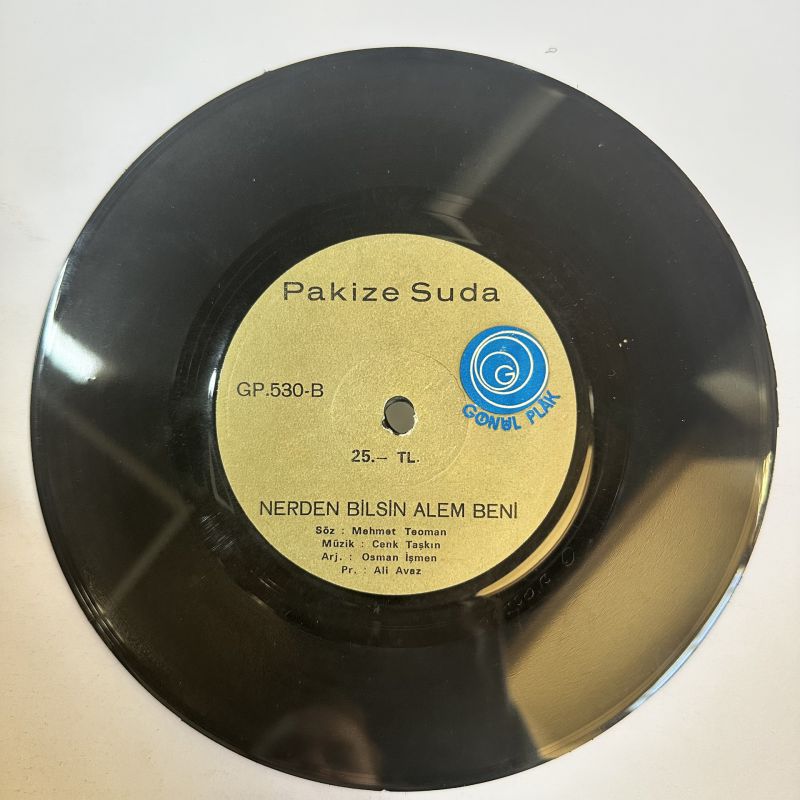 Pakize Suda
GÖNÜL PLAK
GP.530-B
25.— TL.
NERDEN BİLSİN ALEM BENİ
Söz : Mehmet Teoman
Müzik : Cenk Taşkın
Arj. : Osman İşmen
Pr. : Ali Avaz